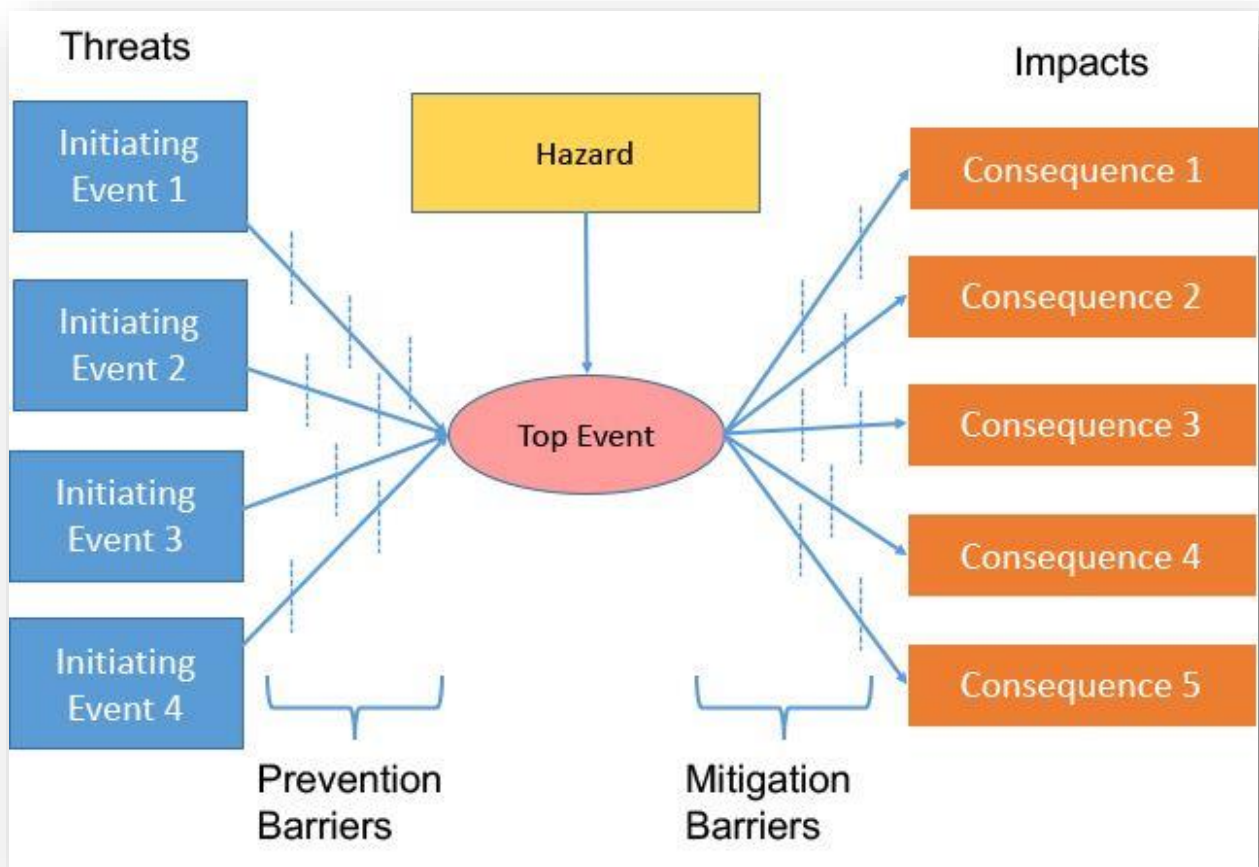 Threats
Impacts
Hazard
Initiating
Event 1
Initiating
Event 2
Initiating
Event 3
Initiating
Event 4
Top Event
Consequence 1
Consequence 2
Consequence 3
Consequence 4
Consequence 5
Prevention
Barriers
Mitigation
Barriers